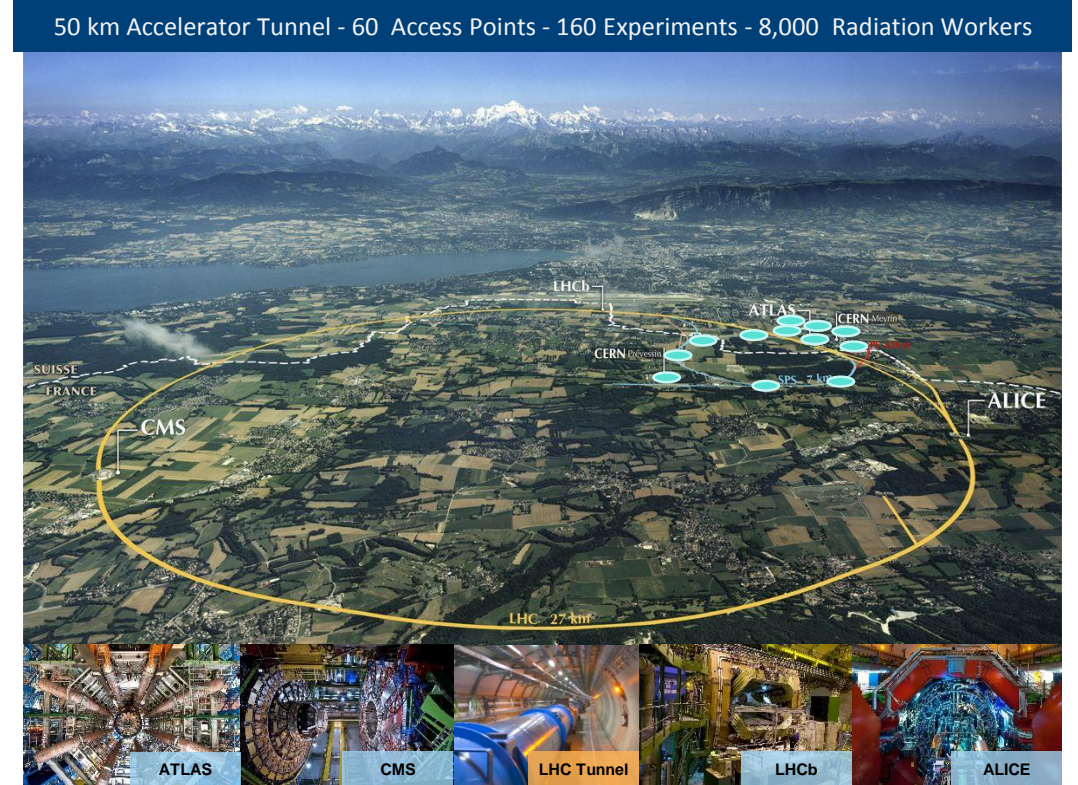 50 km Accelerator Tunnel - 60 Access Points - 160 Experiments - 8,000 Radiation Workers
LHCb
ATLAS
CERN Meyrin
CERN Prévessin
SUISSE
FRANCE
SPS 7 km
CMS
ALICE
LHC 27 km
ATLAS
CMS
LHC Tunnel
LHCb
ALICE